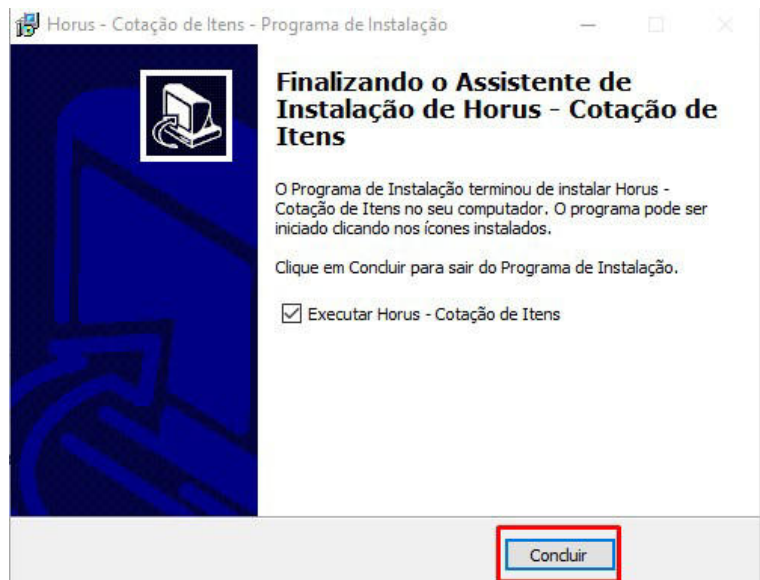 Horus - Cotação de Itens - Programa de Instalação
Finalizando o Assistente de
Instalação de Horus - Cotação de
Itens
O Programa de Instalação terminou de instalar Horus -
Cotação de Itens no seu computador. O programa pode ser
iniciado clicando nos ícones instalados.
Clique em Concluir para sair do Programa de Instalação.
Executar Horus - Cotação de Itens
Concluir